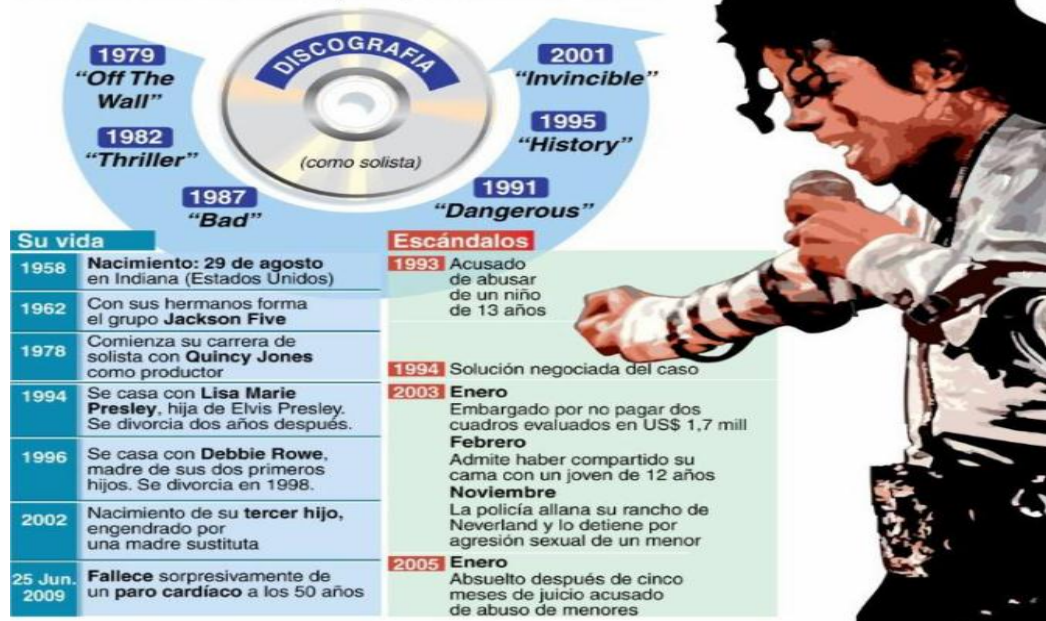 DISCOGRAFIA
(como solista)
1979
“Off The
Wall”
1982
“Thriller”
1987
“Bad”
1991
“Dangerous”
1995
“History”
2001
“Invincible”
Su vida
1958 Nacimiento: 29 de agosto
en Indiana (Estados Unidos)
1962 Con sus hermanos forma
el grupo Jackson Five
1978 Comienza su carrera de
solista con Quincy Jones
como productor
1994 Se casa con Lisa Marie
Presley, hija de Elvis Presley.
Se divorcia dos años después.
1996 Se casa con Debbie Rowe,
madre de sus dos primeros
hijos. Se divorcia en 1998.
2002 Nacimiento de su tercer hijo,
engendrado por
una madre sustituta
25 Jun.
2009
Fallece sorpresivamente de
un paro cardíaco a los 50 años
Escándalos
1993 Acusado
de abusar
de un niño
de 13 años
1994 Solución negociada del caso
2003 Enero
Embargado por no pagar dos
cuadros evaluados en US$ 1,7 mill
Febrero
Admite haber compartido su
cama con un joven de 12 años
Noviembre
La policía allana su rancho de
Neverland y lo detiene por
agresión sexual de un menor
2005 Enero
Absuelto después de cinco
meses de juicio acusado
de abuso de menores